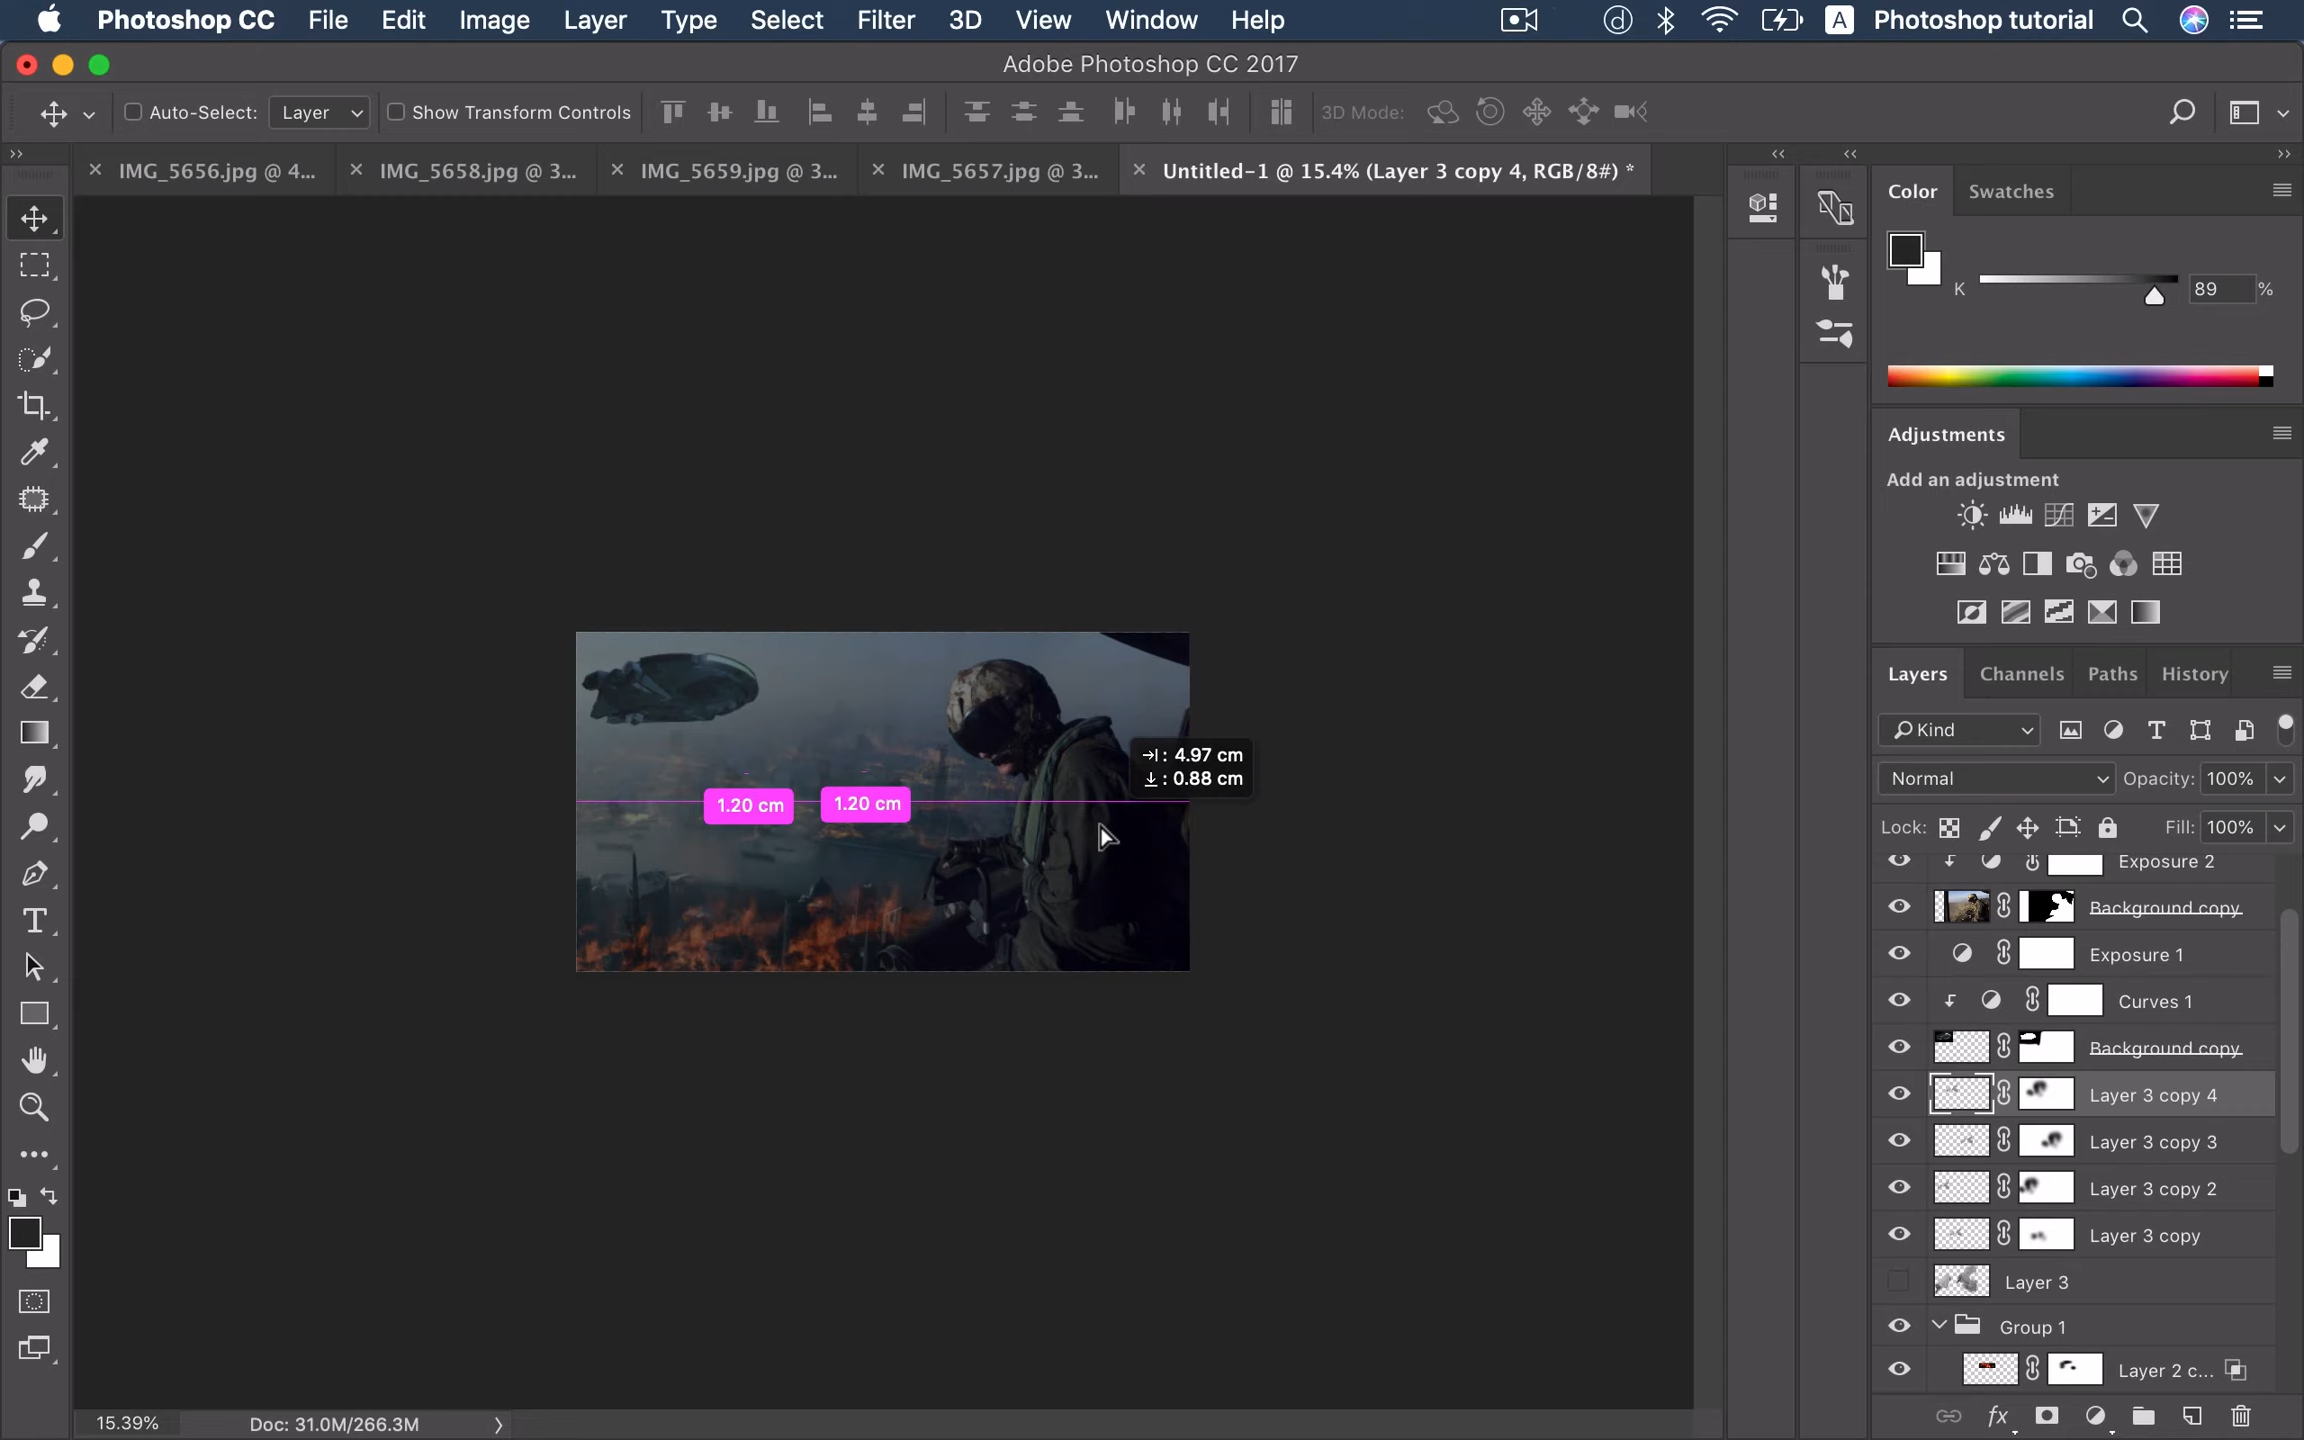 Photoshop CC File Edit Image Layer Type Select Filter 3D View Window Help A Photoshop tutorial
Adobe Photoshop CC 2017
Auto-Select: Layer Show Transform Controls 3D Mode:
IMG_5656.jpg @ 4... IMG_5658.jpg @ 3... IMG_5659.jpg @ 3... IMG_5657.jpg @ 3... Untitled-1 @ 15.4% (Layer 3 copy 4, RGB/8#) *
Color Swatches
K 89 %
Adjustments
Add an adjustment
Layers Channels Paths History
Kind
Normal Opacity: 100%
Lock: Fill: 100%
Exposure 2
Background copy
Exposure 1
Curves 1
Background copy
Layer 3 copy 4
Layer 3 copy 3
Layer 3 copy 2
Layer 3 copy
Layer 3
Group 1
Layer 2 c...
fx
: 4.97 cm
: 0.88 cm
1.20 cm 1.20 cm
15.39% Doc: 31.0M/266.3M